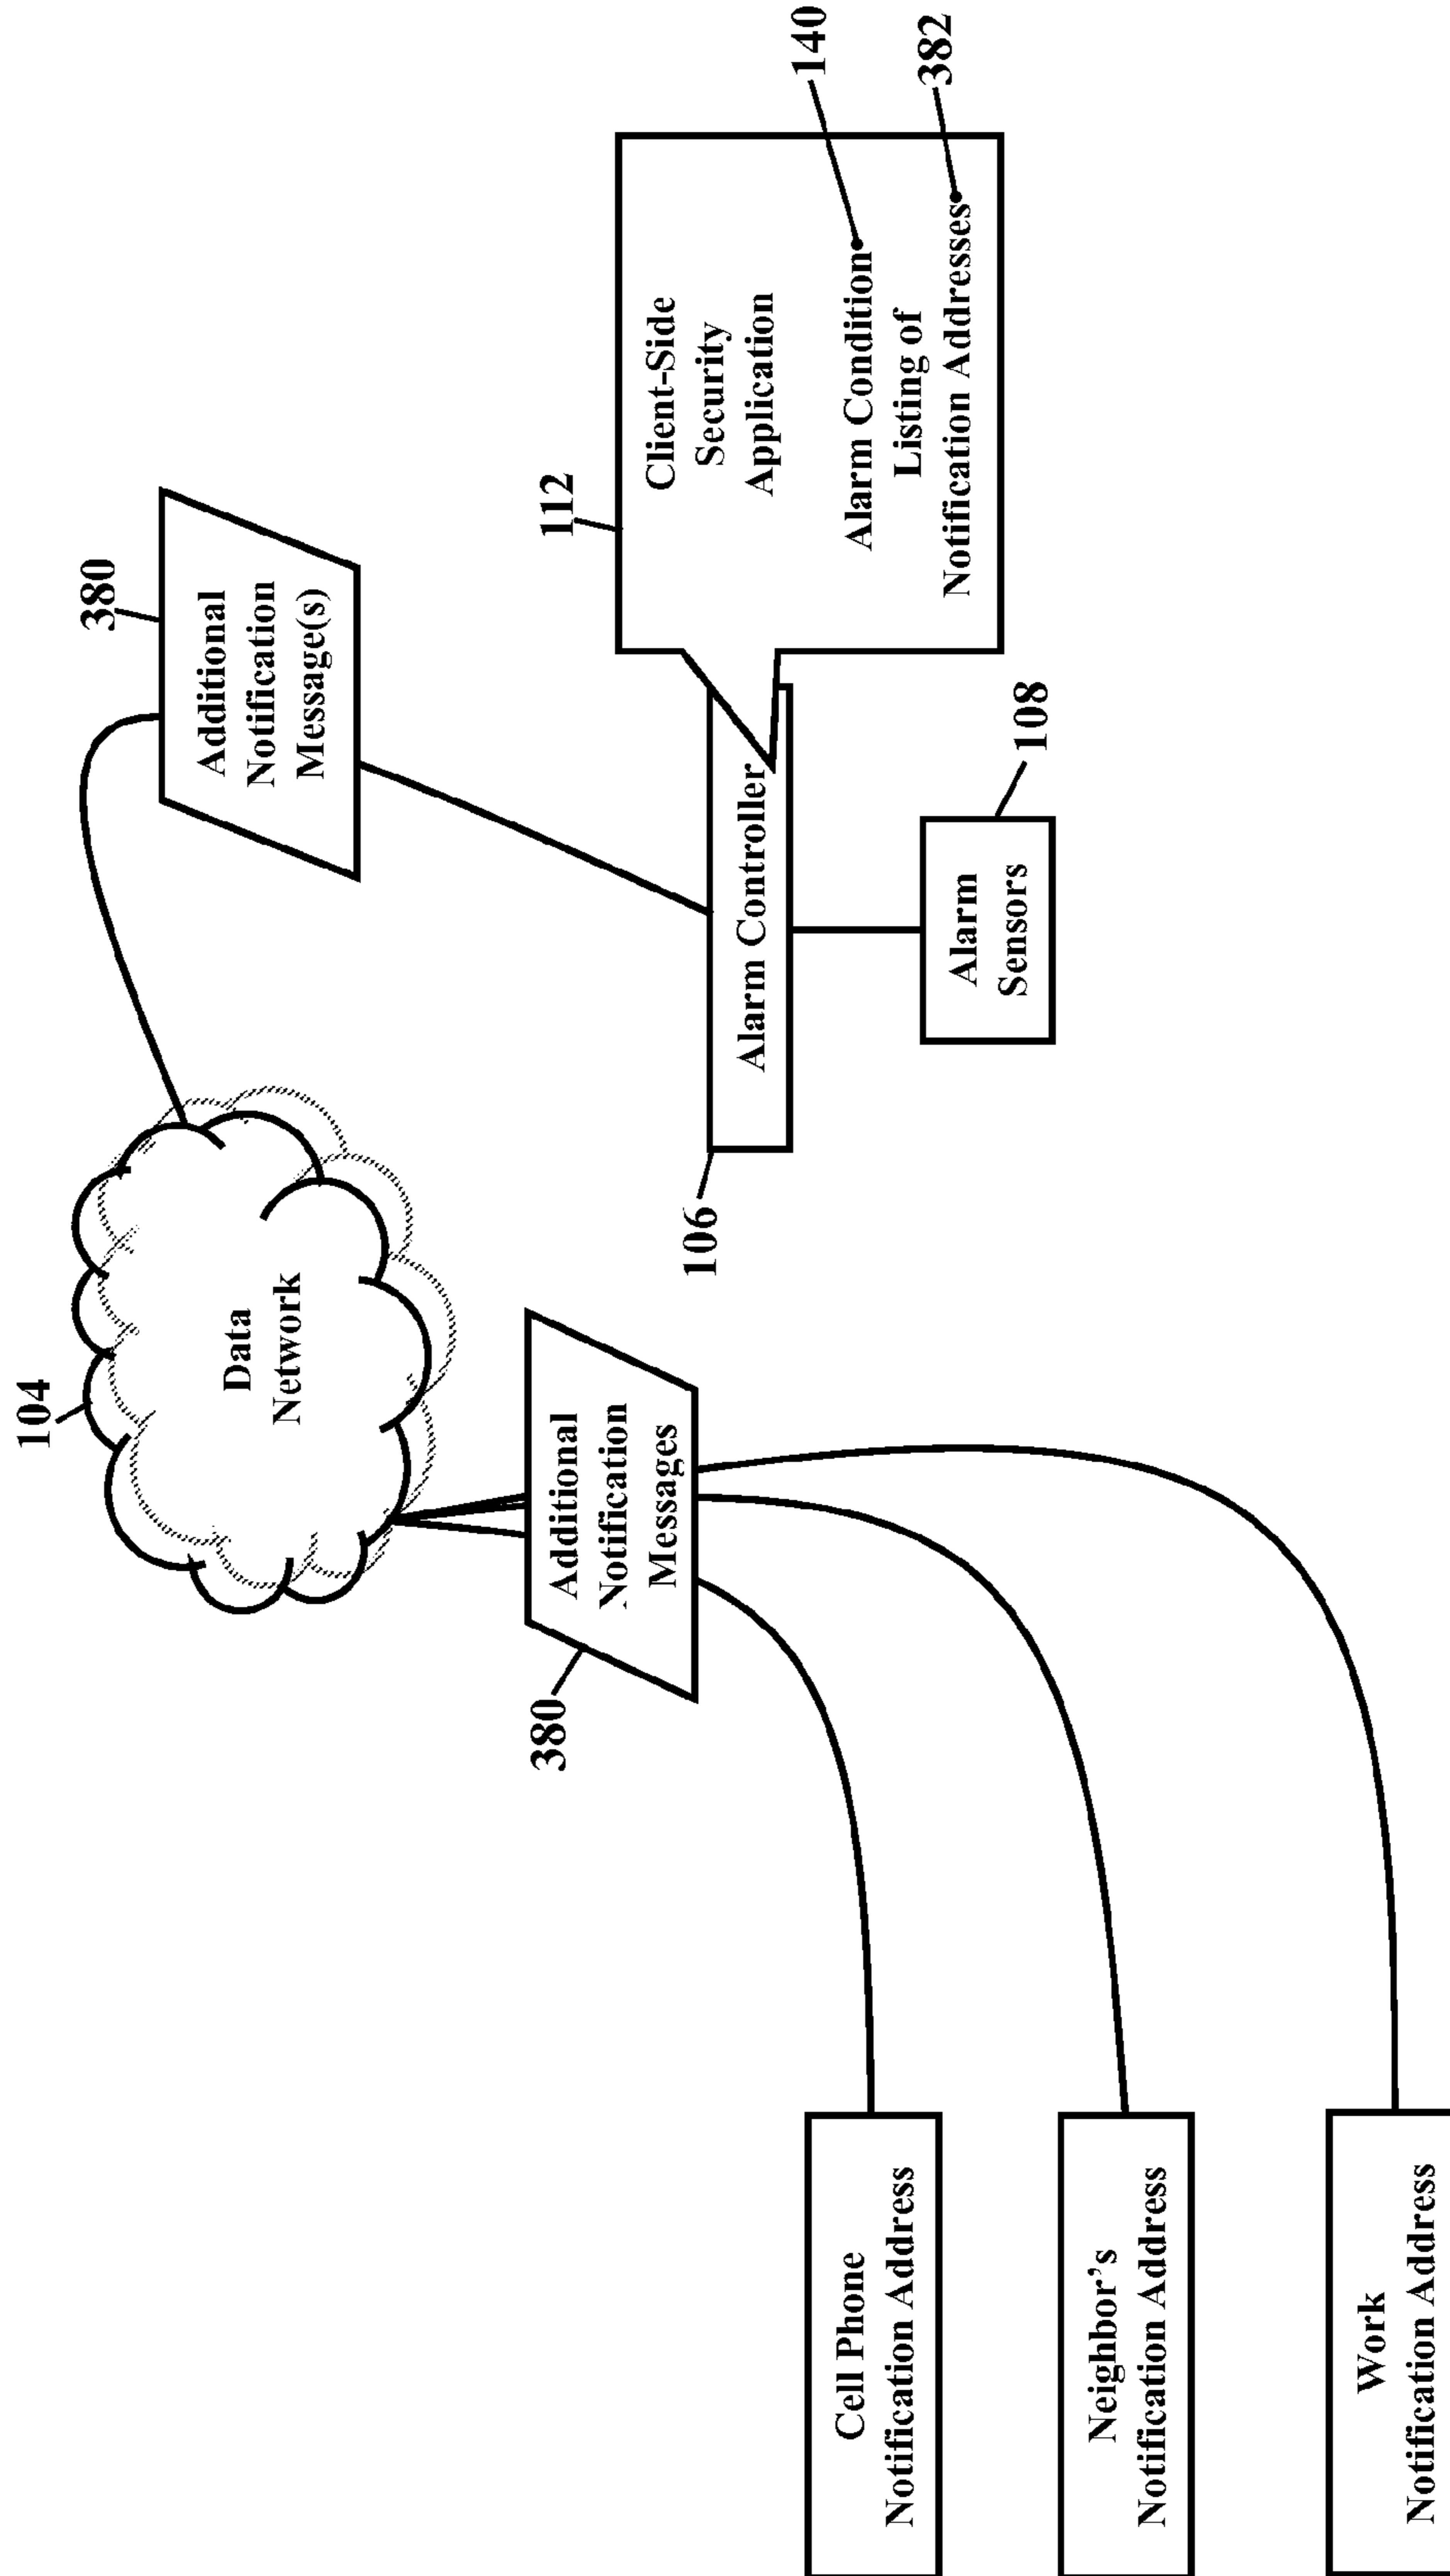 104
Data
Network
380
Additional
Notification
Message(s)
380
Additional
Notification
Messages
112
Client-Side
Security
Application
Alarm Condition
Listing of
Notification Addresses
140
382
106
Alarm Controller
Alarm
Sensors
108
Cell Phone
Notification Address
Neighbor's
Notification Address
Work
Notification Address